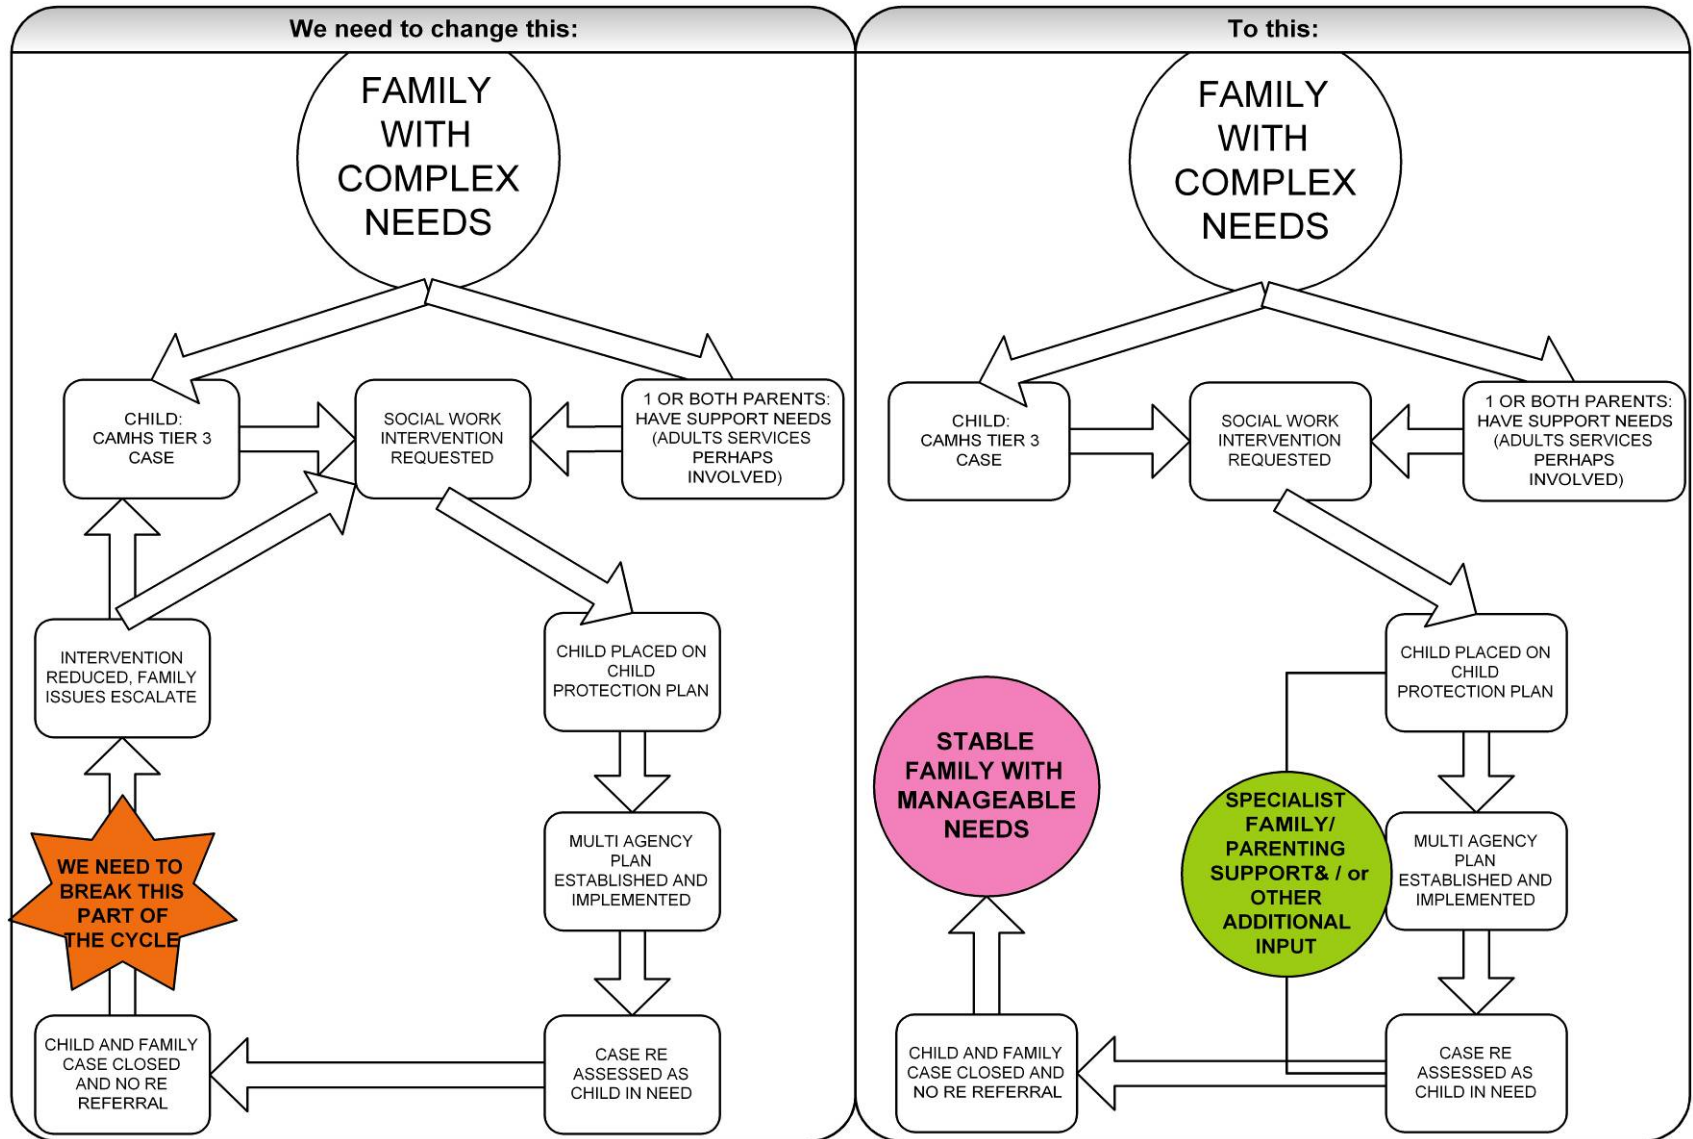 We need to change this:
FAMILY
WITH
COMPLEX
NEEDS
CHILD:
CAMHS TIER 3
CASE
SOCIAL WORK
INTERVENTION
REQUESTED
1 OR BOTH PARENTS:
HAVE SUPPORT NEEDS
(ADULTS SERVICES
PERHAPS
INVOLVED)
INTERVENTION
REDUCED, FAMILY
ISSUES ESCALATE
CHILD PLACED ON
CHILD
PROTECTION PLAN
WE NEED TO
BREAK THIS
PART OF
THE CYCLE
MULTI AGENCY
PLAN
ESTABLISHED AND
IMPLEMENTED
CHILD AND FAMILY
CASE CLOSED
AND NO RE
REFERRAL
CASE RE
ASSESSED AS
CHILD IN NEED
To this:
FAMILY
WITH
COMPLEX
NEEDS
CHILD:
CAMHS TIER 3
CASE
SOCIAL WORK
INTERVENTION
REQUESTED
1 OR BOTH PARENTS:
HAVE SUPPORT NEEDS
(ADULTS SERVICES
PERHAPS
INVOLVED)
CHILD PLACED ON
CHILD
PROTECTION PLAN
STABLE
FAMILY WITH
MANAGEABLE
NEEDS
SPECIALIST
FAMILY/
PARENTING
SUPPORT& / or
OTHER
ADDITIONAL
INPUT
MULTI AGENCY
PLAN
ESTABLISHED AND
IMPLEMENTED
CHILD AND FAMILY
CASE CLOSED AND
NO RE REFERRAL
CASE RE
ASSESSED AS
CHILD IN NEED